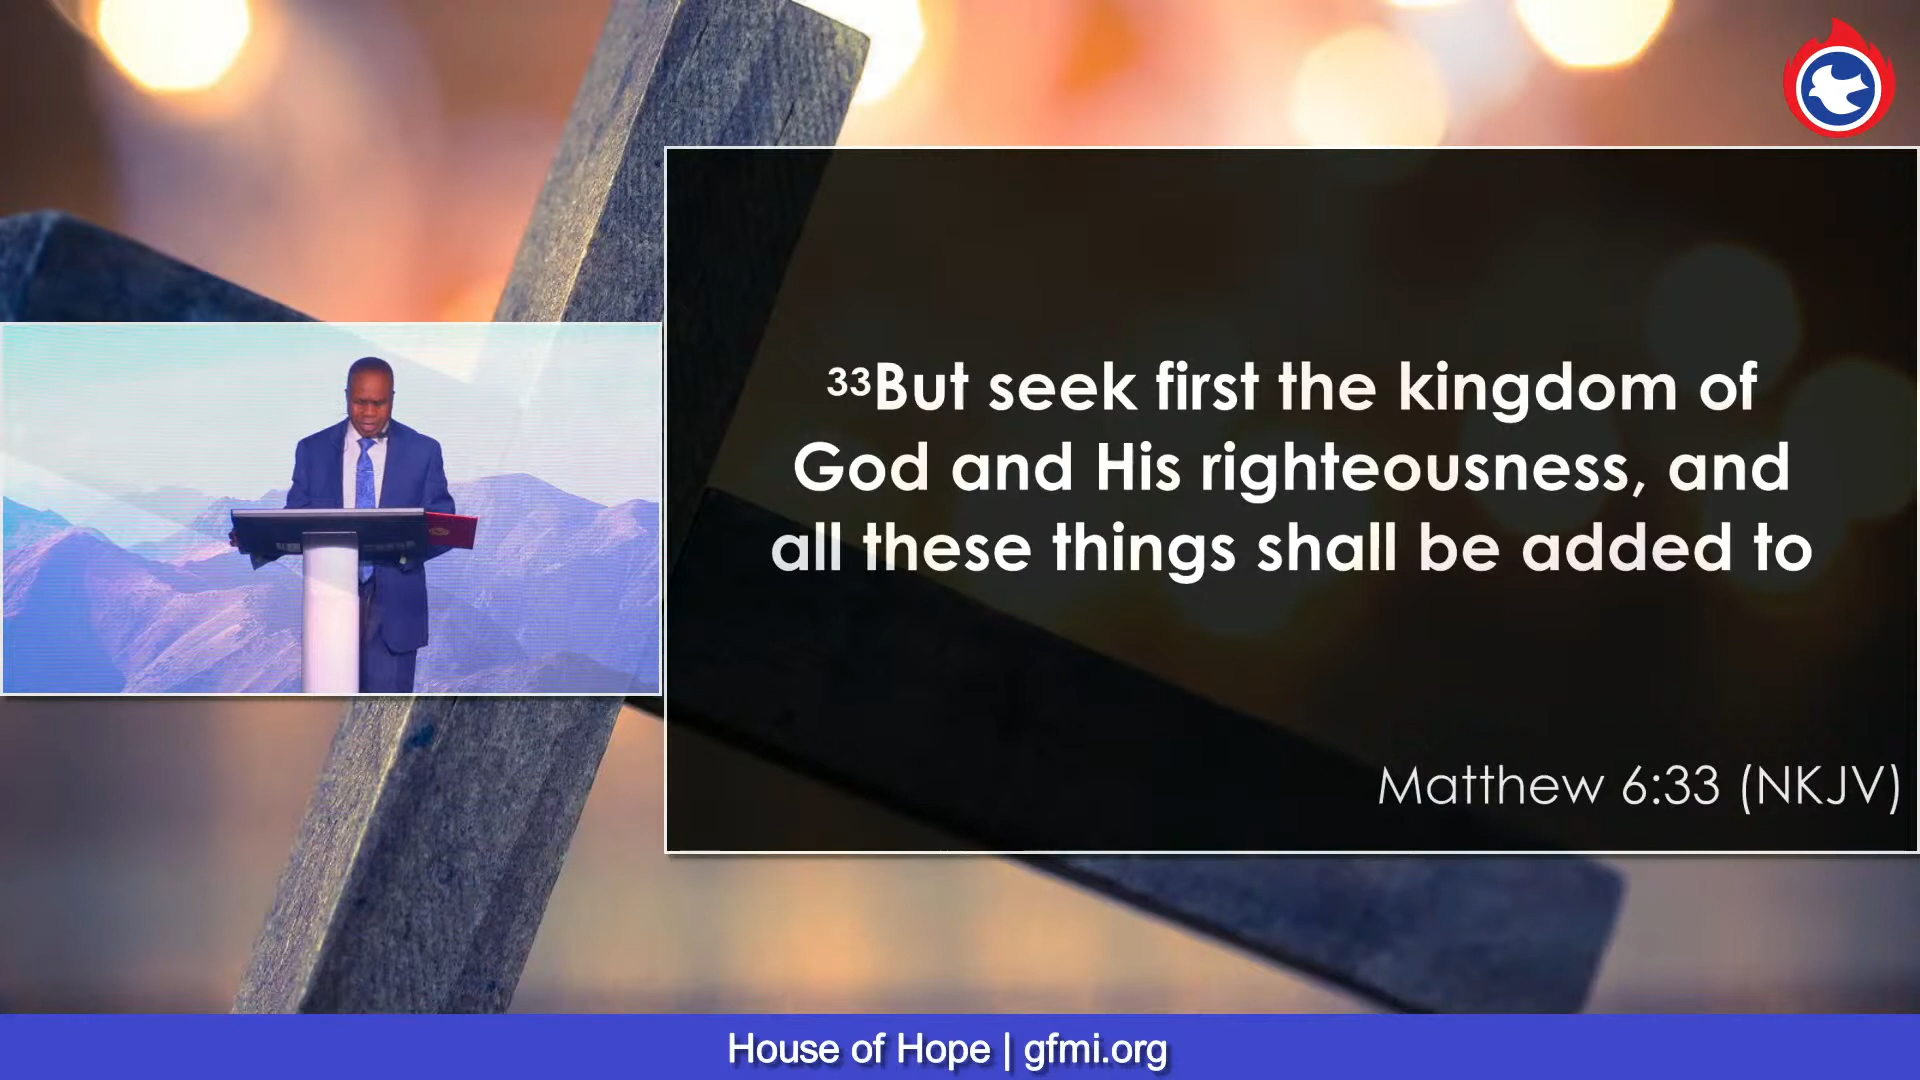 ³³But seek first the kingdom of
God and His righteousness, and
all these things shall be added to
Matthew 6:33 (NKJV)
House of Hope | gfmi.org